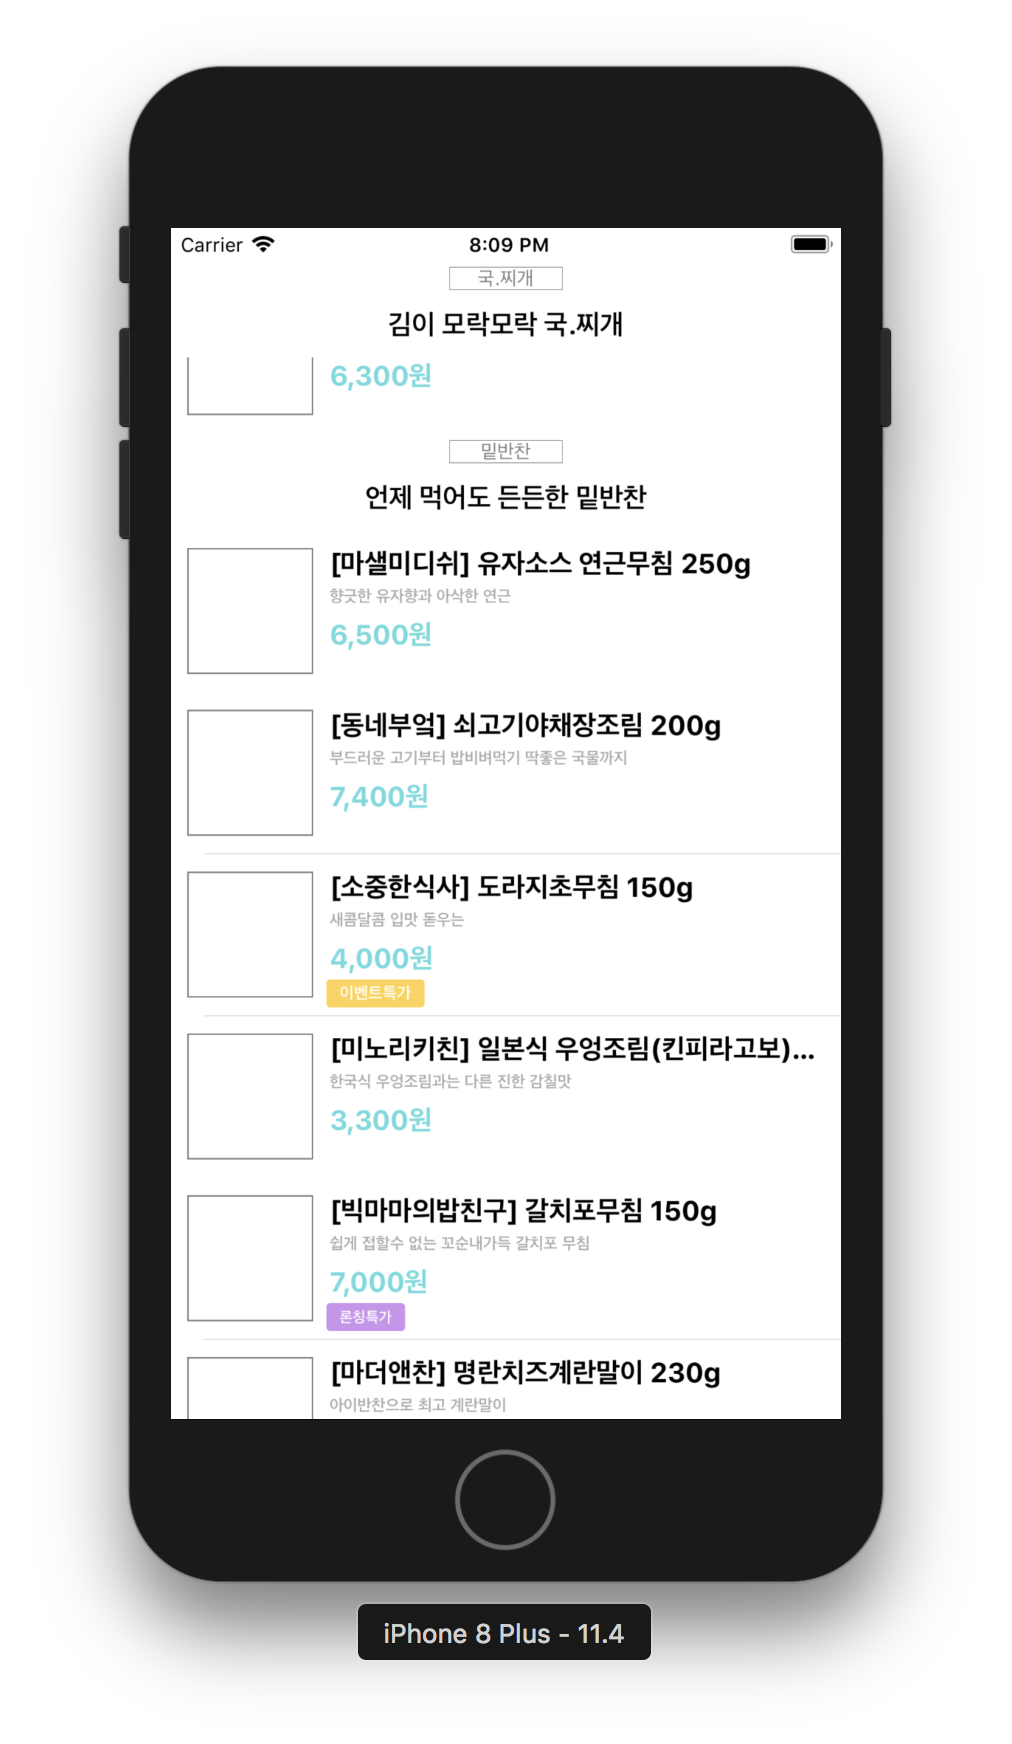 Carrier 8:09 PM
국.찌개
김이 모락모락 국.찌개
6,300원
밑반찬
언제 먹어도 든든한 밑반찬
[마샐미디쉬] 유자소스 연근무침 250g
향긋한 유자향과 아삭한 연근
6,500원
[동네부엌] 쇠고기야채장조림 200g
부드러운 고기부터 밥비벼먹기 딱좋은 국물까지
7,400원
[소중한식사] 도라지초무침 150g
새콤달콤 입맛 돋우는
4,000원
이벤트특가
[미노리키친] 일본식 우엉조림(킨피라고보)...
한국식 우엉조림과는 다른 진한 감칠맛
3,300원
[빅마마의밥친구] 갈치포무침 150g
쉽게 접할수 없는 꼬순내가득 갈치포 무침
7,000원
론칭특가
[마더앤찬] 명란치즈계란말이 230g
아이반찬으로 최고 계란말이
iPhone 8 Plus - 11.4